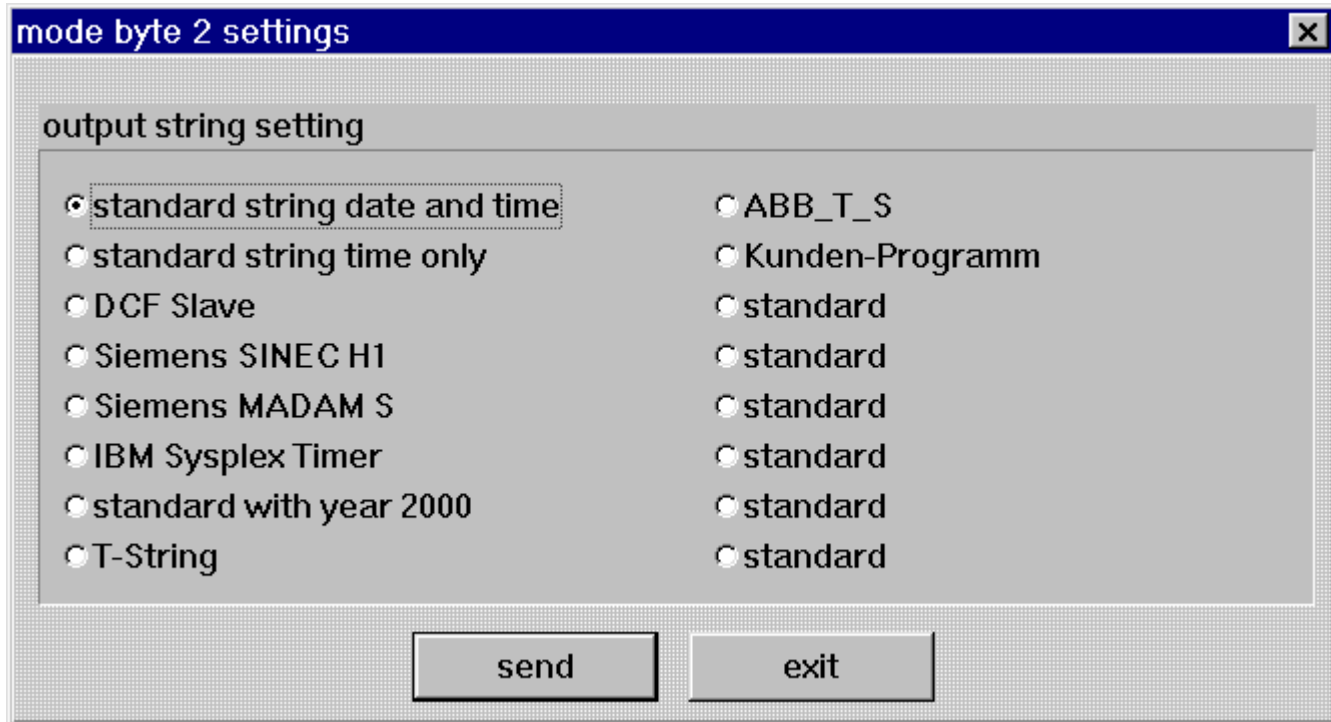 mode byte 2 settings
output string setting
standard string date and time
standard string time only
DCF Slave
Siemens SINEC H1
Siemens MADAM S
IBM Sysplex Timer
standard with year 2000
T-String
ABB_T_S
Kunden-Programm
standard
standard
standard
standard
standard
standard
send
exit